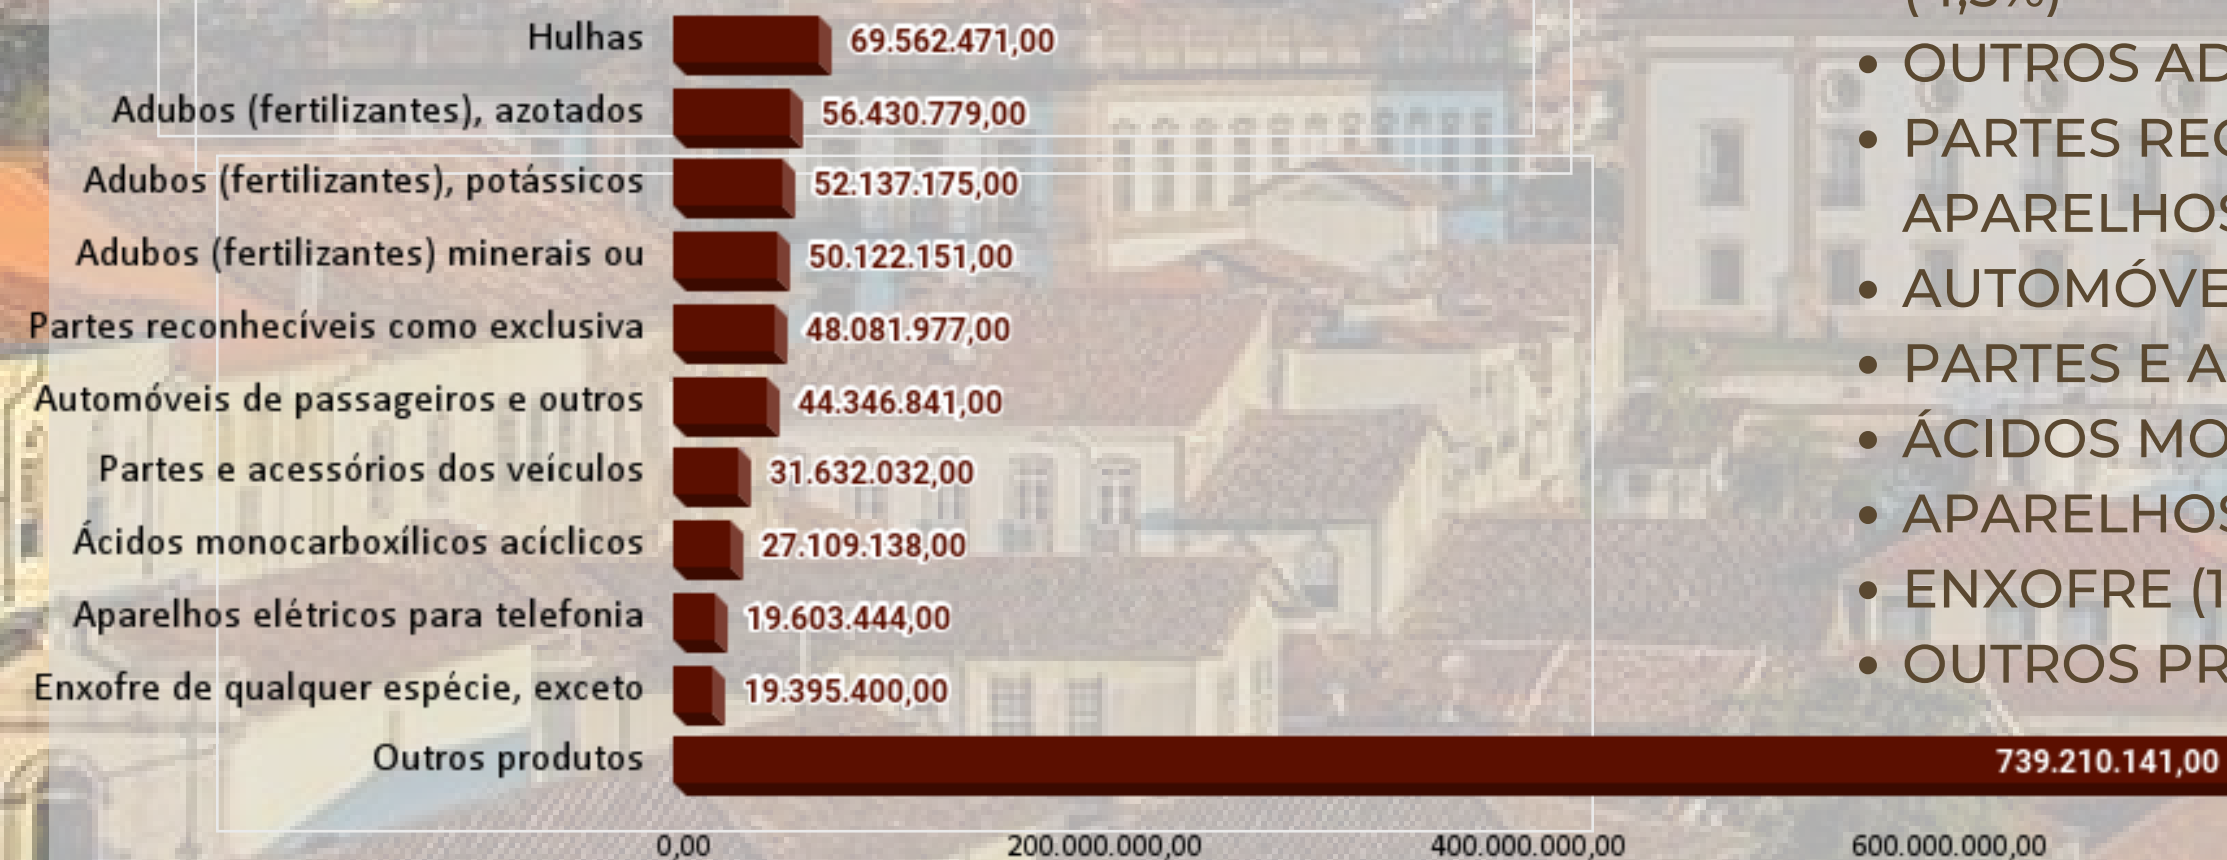 Hulhas 69.562.471,00
Adubos (fertilizantes), azotados 56.430.779,00
Adubos (fertilizantes), potássicos 52.137.175,00
Adubos (fertilizantes) minerais ou 50.122.151,00
Partes reconhecíveis como exclusiva 48.081.977,00
Automóveis de passageiros e outros 44.346.841,00
Partes e acessórios dos veículos 31.632.032,00
Ácidos monocarboxílicos acíclicos 27.109.138,00
Aparelhos elétricos para telefonia 19.603.444,00
Enxofre de qualquer espécie, exceto 19.395.400,00
Outros produtos 739.210.141,00
0,00 200.000.000,00 400.000.000,00 600.000.000,00
• OUTROS AD
• PARTES REC
APARELHOS
• AUTOMÓVE
• PARTES E A
• ÁCIDOS MO
• APARELHOS
• ENXOFRE (1
• OUTROS PR